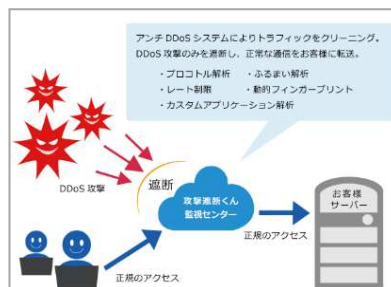 アンチ DDoS システムによりトラフィックをクリーニング。
DDoS 攻撃のみを遮断し、正常な通信をお客様に転送。
・プロコトル解析　・ふるまい解析
・レート制限　・動的フィンガープリント
・カスタムアプリケーション解析
DDoS 攻撃
遮断
攻撃遮断くん
監視センター
お客様
サーバー
正規のアクセス
正規のアクセス